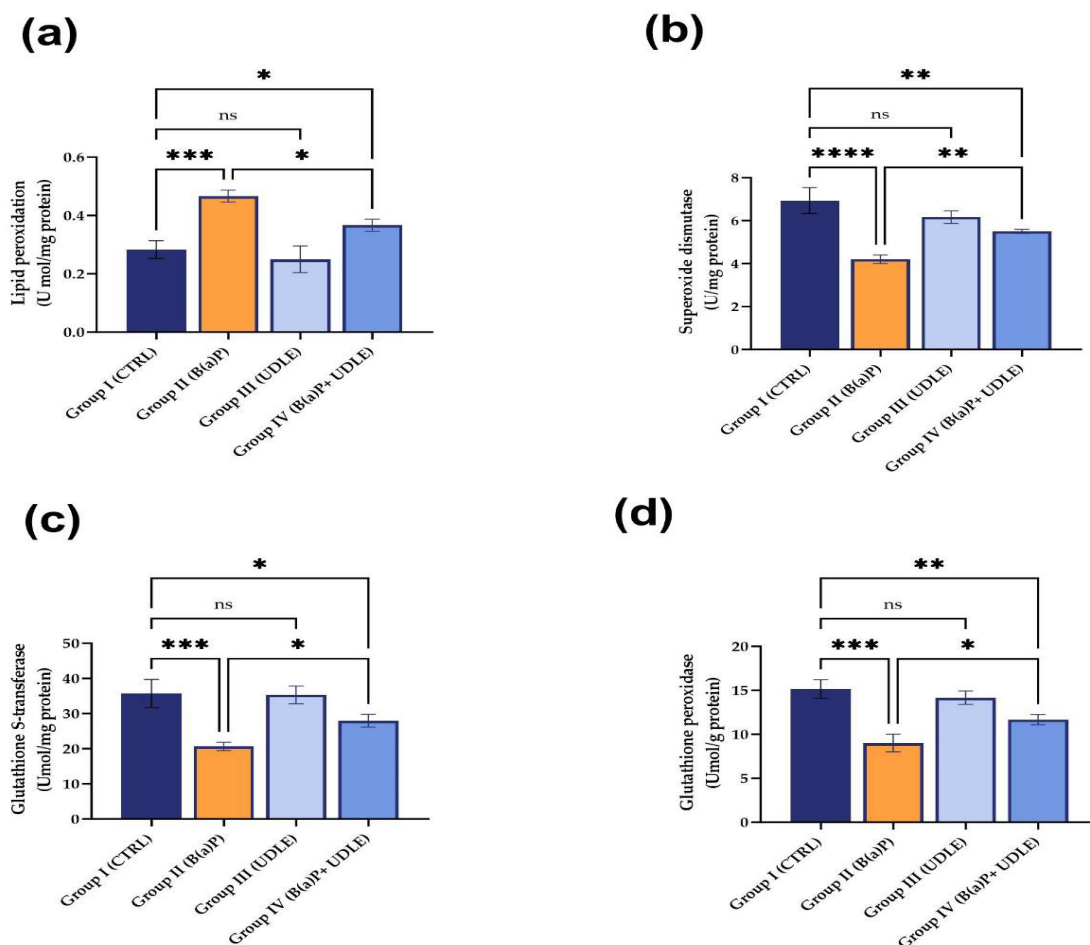 (a)
*
ns
***
*
Lipid peroxidation
(U mol/mg protein)
0.6
0.4
0.2
0.0
Group I (CTRL)
Group II (B(a)P)
Group III (UDLE)
Group IV (B(a)P+ UDLE)
(b)
**
ns
****
**
Superoxide dismutase
(U/mg protein)
8
6
4
2
0
Group I (CTRL)
Group II (B(a)P)
Group III (UDLE)
Group IV (B(a)P+ UDLE)
(c)
*
ns
***
*
Glutathione S-transferase
(Umol/mg protein)
50
40
30
20
10
0
Group I (CTRL)
Group II (B(a)P)
Group III (UDLE)
Group IV (B(a)P+ UDLE)
(d)
**
ns
***
*
Glutathione peroxidase
(Umol/g protein)
20
15
10
5
0
Group I (CTRL)
Group II (B(a)P)
Group III (UDLE)
Group IV (B(a)P+ UDLE)